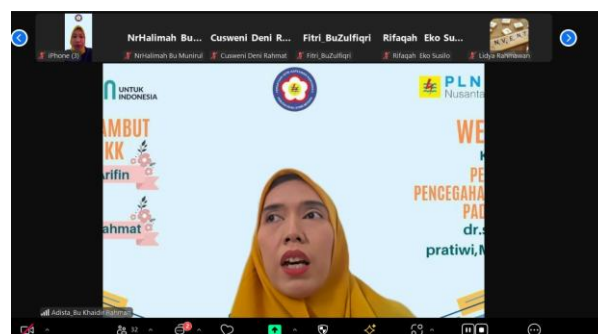 NrHalimah Bu... Cusweni Deni R... Fitri_BuZulfiqri Rifaqah Eko Su...
iPhone (3) NrHalimah Bu Munirul Cusweni Deni Rahmat Fitri_BuZulfiqri Rifaqah Eko Susilo Lidya Rahmawan
UNTUK
INDONESIA
PLN
Nusanta
AMBUT
KK
Arifin
ahmat
WE
K
PE
PENCEGAHA
PAD
dr.s
pratiwi,M
Adista_Bu Khaidir Rahman
32